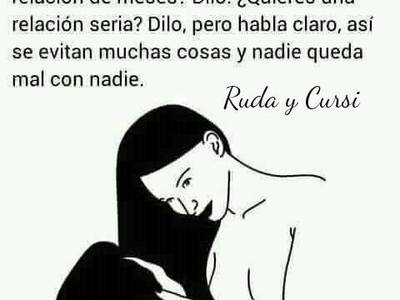 relación de meses? Dilo. ¿Quieres una
relación seria? Dilo, pero habla claro, así
se evitan muchas cosas y nadie queda
mal con nadie.
Ruda y Cursi